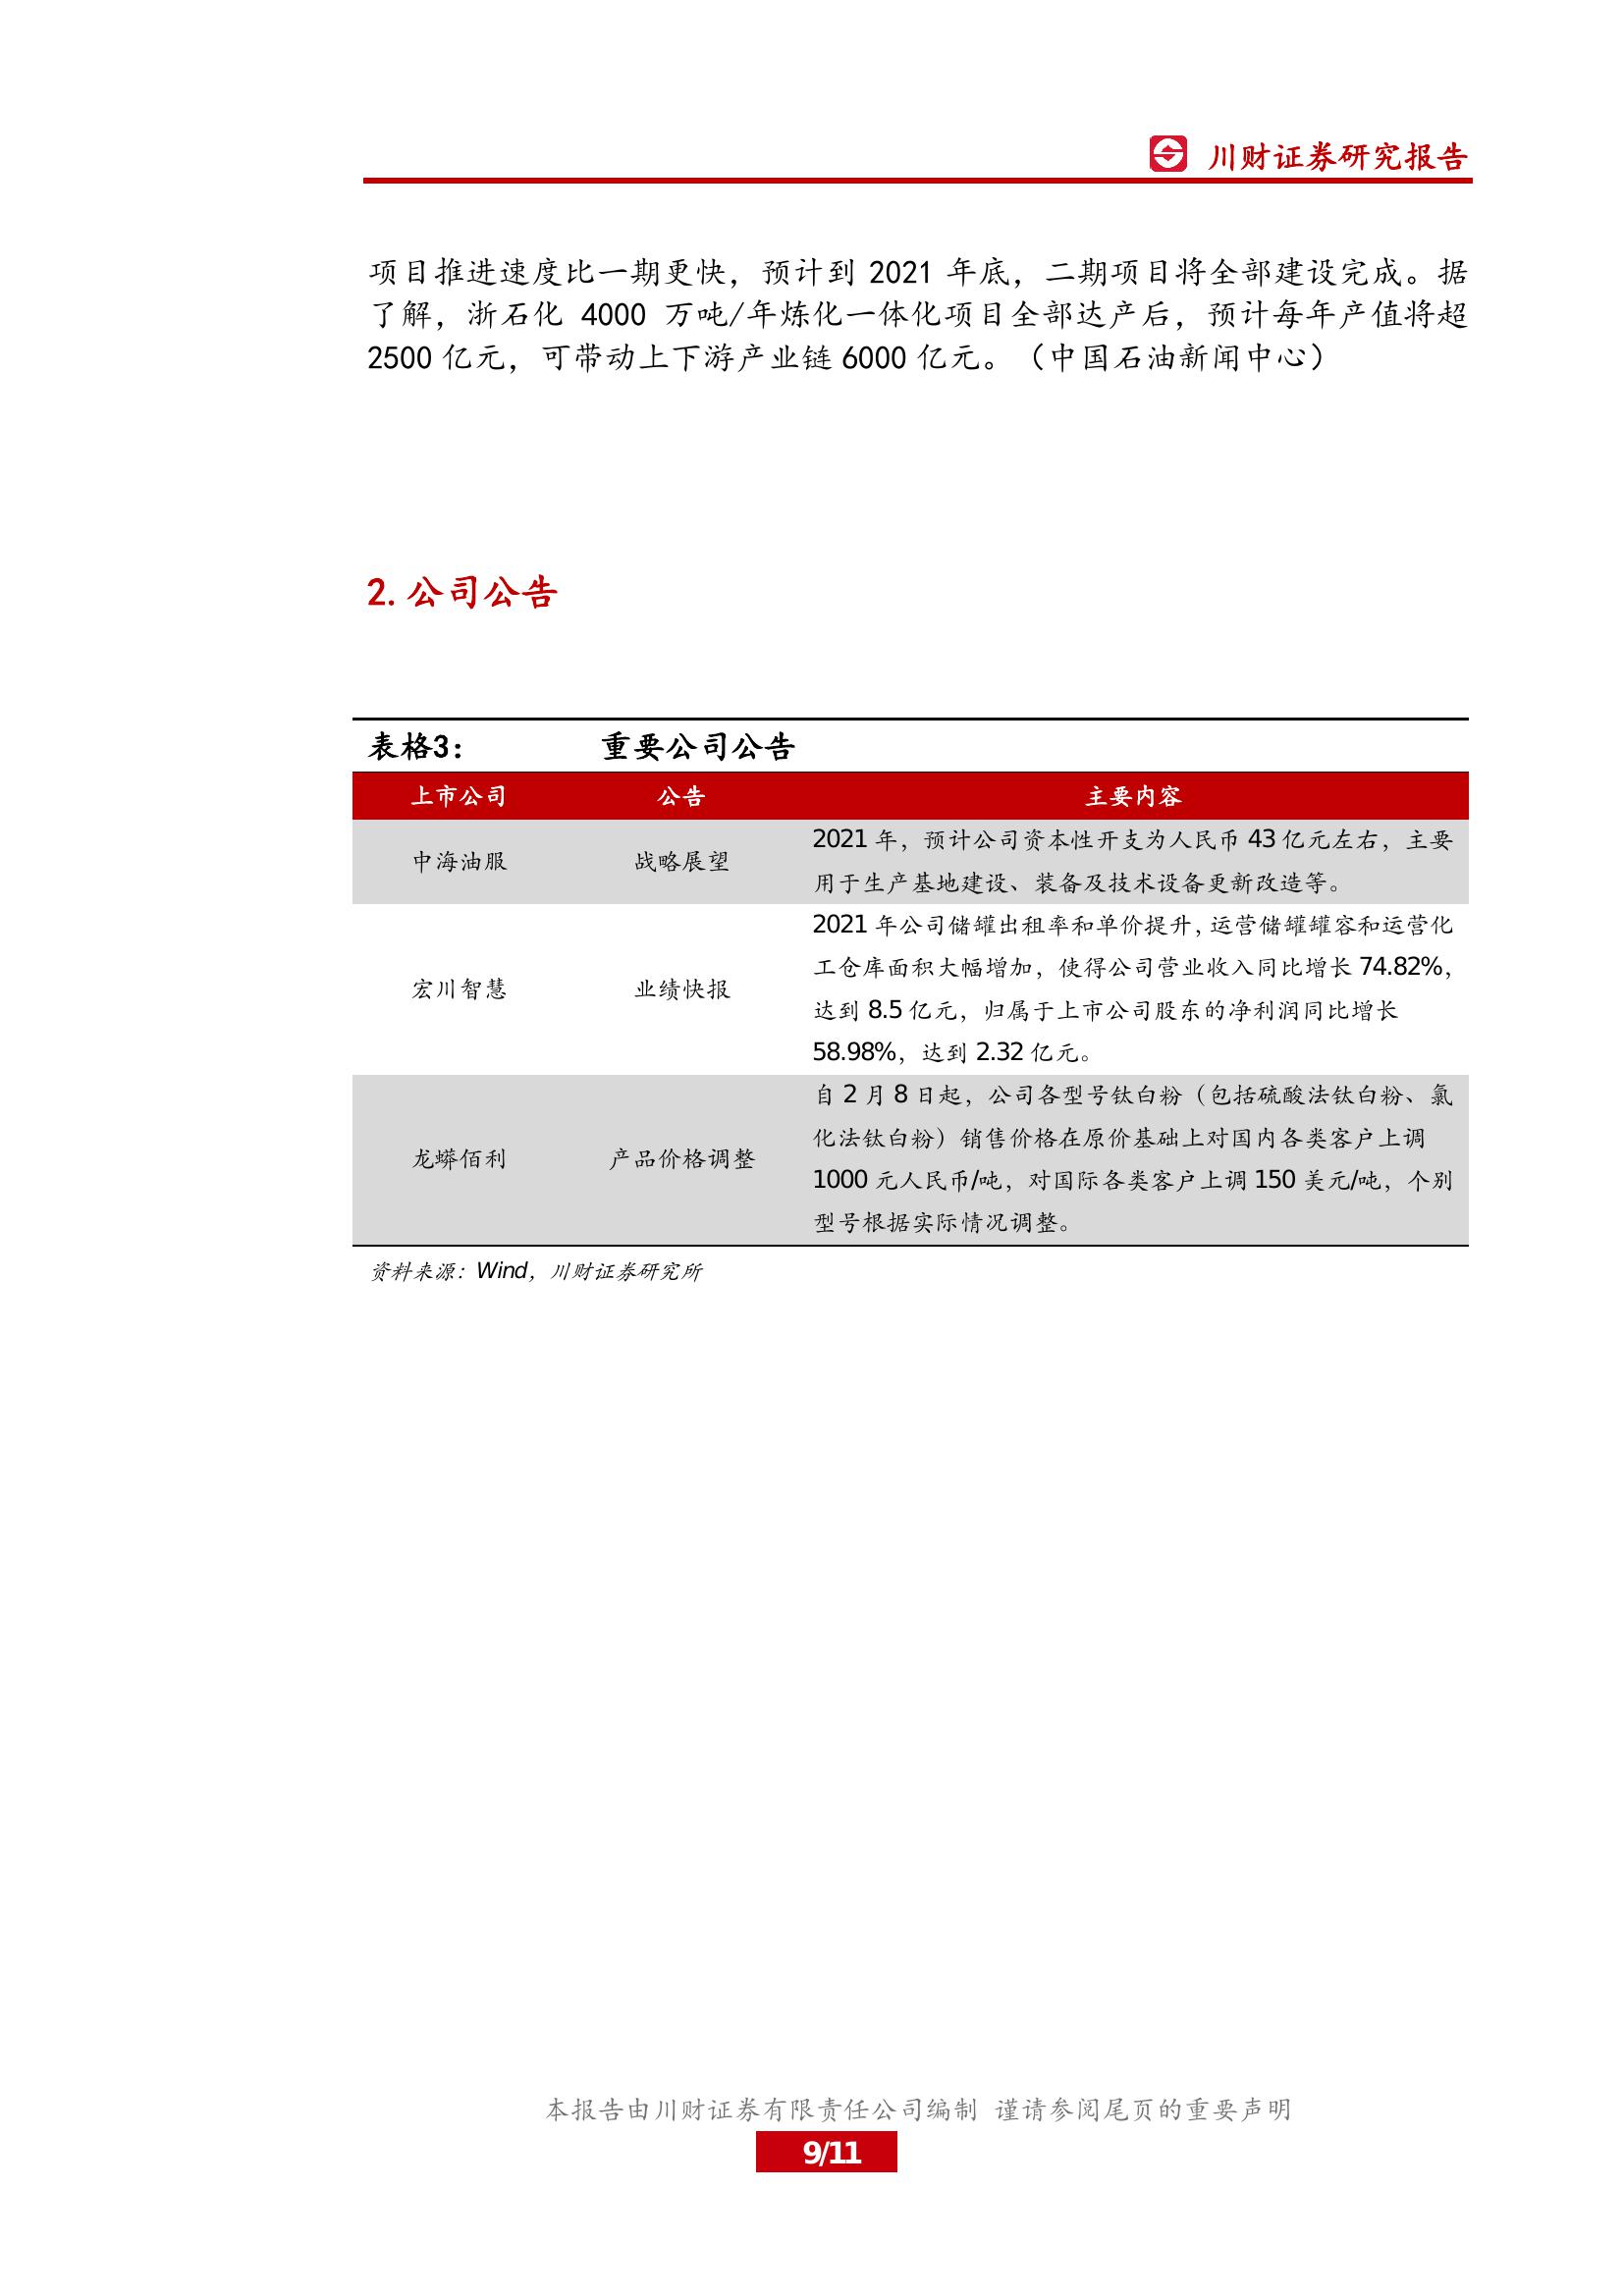 川财证券研究报告
项目推进速度比一期更快，预计到 2021 年底，二期项目将全部建设完成。据
了解，浙石化 4000 万吨/年炼化一体化项目全部达产后，预计每年产值将超
2500 亿元，可带动上下游产业链 6000 亿元。（中国石油新闻中心）
2. 公司公告
表格3： 重要公司公告
上市公司 公告 主要内容
中海油服 战略展望
2021 年，预计公司资本性开支为人民币 43 亿元左右，主要
用于生产基地建设、装备及技术设备更新改造等。
宏川智慧 业绩快报
2021 年公司储罐出租率和单价提升，运营储罐罐容和运营化
工仓库面积大幅增加，使得公司营业收入同比增长 74.82%，
达到 8.5 亿元，归属于上市公司股东的净利润同比增长
58.98%，达到 2.32 亿元。
龙蟒佰利 产品价格调整
自 2 月 8 日起，公司各型号钛白粉（包括硫酸法钛白粉、氯
化法钛白粉）销售价格在原价基础上对国内各类客户上调
1000 元人民币/吨，对国际各类客户上调 150 美元/吨，个别
型号根据实际情况调整。
资料来源：Wind，川财证券研究所
本报告由川财证券有限责任公司编制 谨请参阅尾页的重要声明
9/11